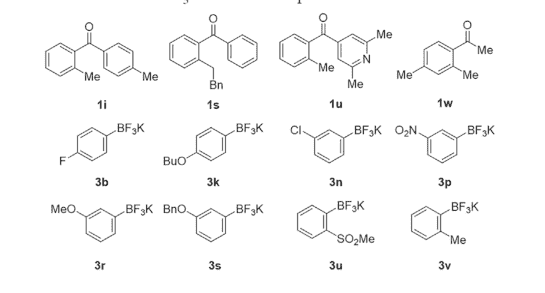 O O O Me O
Me Me Bn Me N Me Me Me Me
1i 1s 1u 1w
BF3K BF3K Cl BF3K O2N BF3K
F BuO
3b 3k 3n 3p
MeO BF3K BnO BF3K BF3K BF3K
SO2Me Me
3r 3s 3u 3v